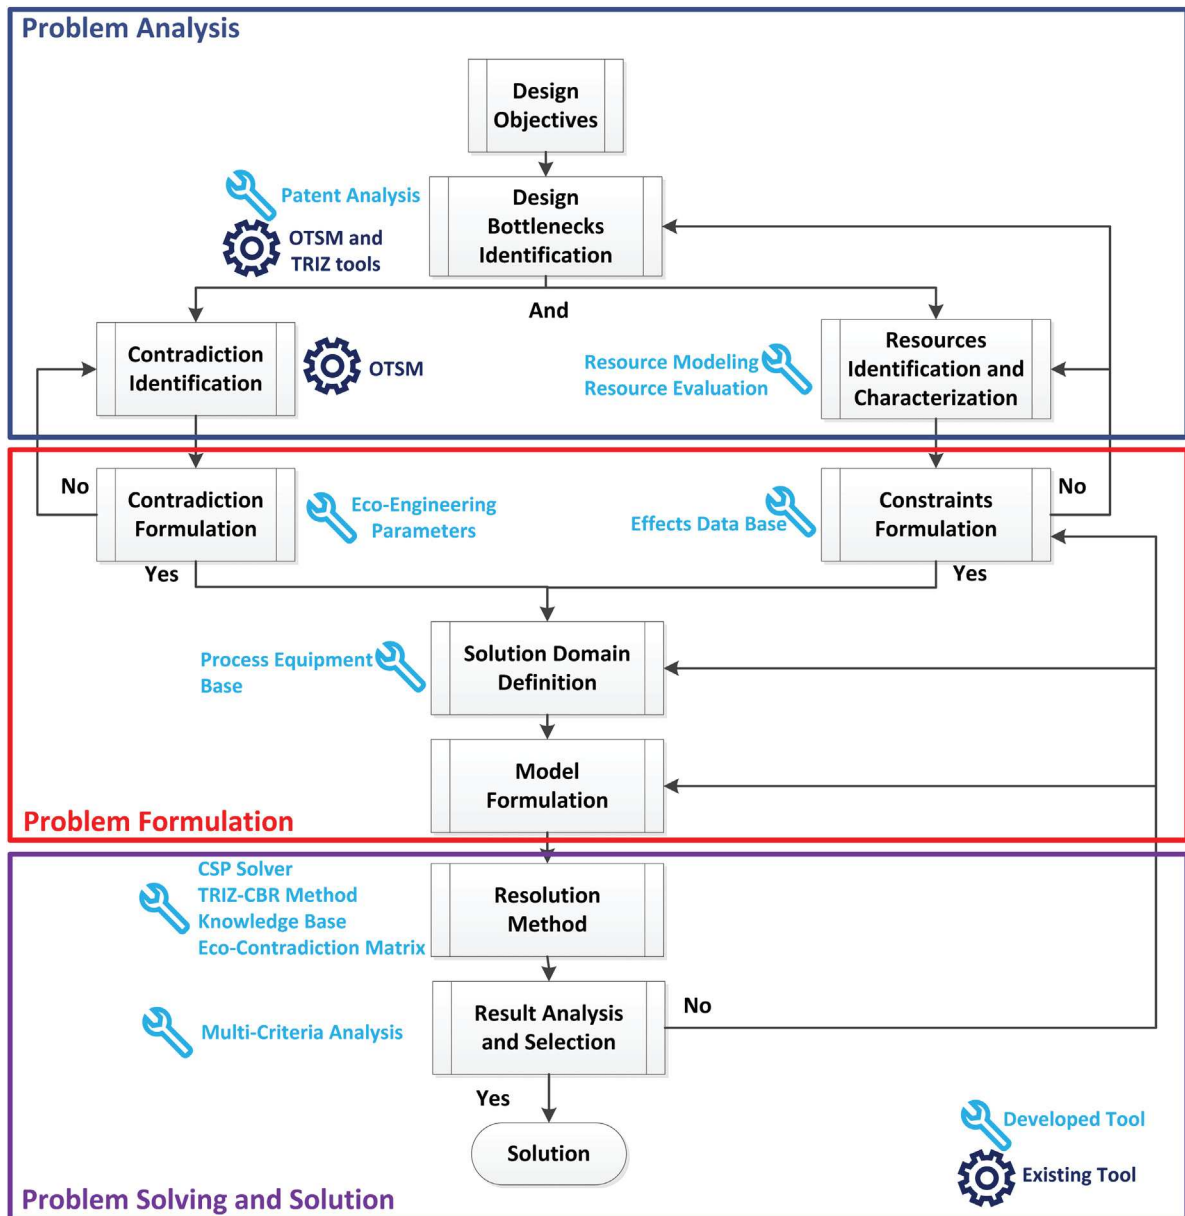 Problem Analysis
Design
Objectives
Patent Analysis
OTSM and
TRIZ tools
Design
Bottlenecks
Identification
And
Contradiction
Identification
OTSM
Resource Modeling
Resource Evaluation
Resources
Identification and
Characterization
No
Contradiction
Formulation
Yes
Eco-Engineering
Parameters
Effects Data Base
Constraints
Formulation
No
Yes
Process Equipment
Base
Solution Domain
Definition
Model
Formulation
Problem Formulation
CSP Solver
TRIZ-CBR Method
Knowledge Base
Eco-Contradiction Matrix
Resolution
Method
Multi-Criteria Analysis
Result Analysis
and Selection
No
Yes
Solution
Developed Tool
Existing Tool
Problem Solving and Solution